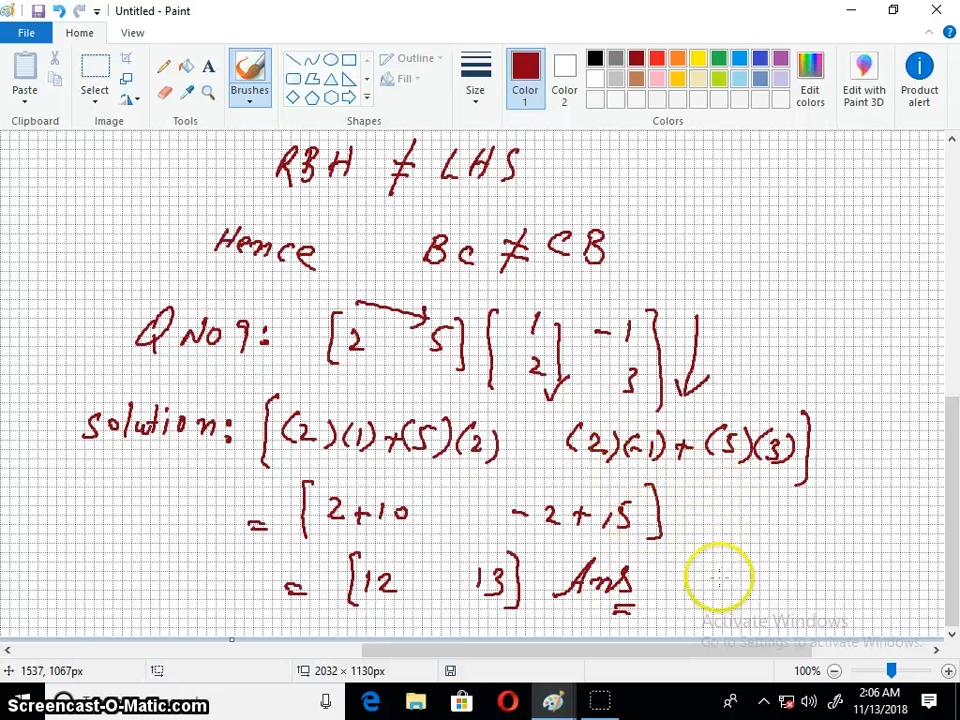 Untitled - Paint
File Home View
Paste Select Brushes Outline Fill Size Color 1 Color 2 Edit colors Edit with Paint 3D Product alert
Clipboard Image Tools Shapes Colors
RBH ≠ LHS
Hence BC ≠ CB
Q NO 9: [2 5] [1 -1
2 3]
Solution: [(2)(1)+(5)(2) (2)(-1)+(5)(3)]
= [2+10 -2+15]
= [12 13] Ans
Activate Windows
Go to Settings to activate Windows.
1537, 1067px 2032 × 1130px 100%
Screencast-O-Matic.com
2:06 AM
11/13/2018